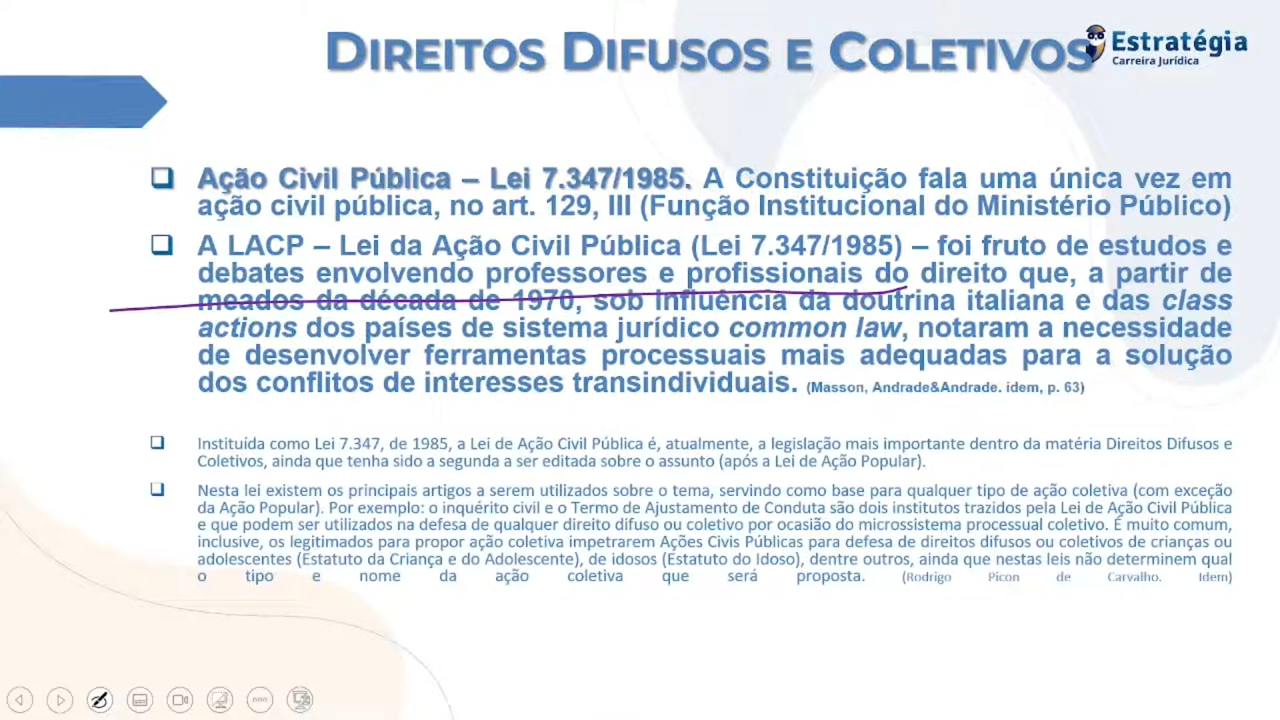 DIREITOS DIFUSOS E COLETIVOS
Estratégia
Carreira Jurídica
Ação Civil Pública – Lei 7.347/1985. A Constituição fala uma única vez em
ação civil pública, no art. 129, III (Função Institucional do Ministério Público)
A LACP – Lei da Ação Civil Pública (Lei 7.347/1985) – foi fruto de estudos e
debates envolvendo professores e profissionais do direito que, a partir de
meados da década de 1970, sob influência da doutrina italiana e das class
actions dos países de sistema jurídico common law, notaram a necessidade
de desenvolver ferramentas processuais mais adequadas para a solução
dos conflitos de interesses transindividuais. (Masson, Andrade&Andrade. idem, p. 63)
Instituída como Lei 7.347, de 1985, a Lei de Ação Civil Pública é, atualmente, a legislação mais importante dentro da matéria Direitos Difusos e
Coletivos, ainda que tenha sido a segunda a ser editada sobre o assunto (após a Lei de Ação Popular).
Nesta lei existem os principais artigos a serem utilizados sobre o tema, servindo como base para qualquer tipo de ação coletiva (com exceção
da Ação Popular). Por exemplo: o inquérito civil e o Termo de Ajustamento de Conduta são dois institutos trazidos pela Lei de Ação Civil Pública
e que podem ser utilizados na defesa de qualquer direito difuso ou coletivo por ocasião do microssistema processual coletivo. É muito comum,
inclusive, os legitimados para propor ação coletiva impetrarem Ações Civis Públicas para defesa de direitos difusos ou coletivos de crianças ou
adolescentes (Estatuto da Criança e do Adolescente), de idosos (Estatuto do Idoso), dentre outros, ainda que nestas leis não determinem qual
o tipo e nome da ação coletiva que será proposta. (Rodrigo Picon de Carvalho. Idem)